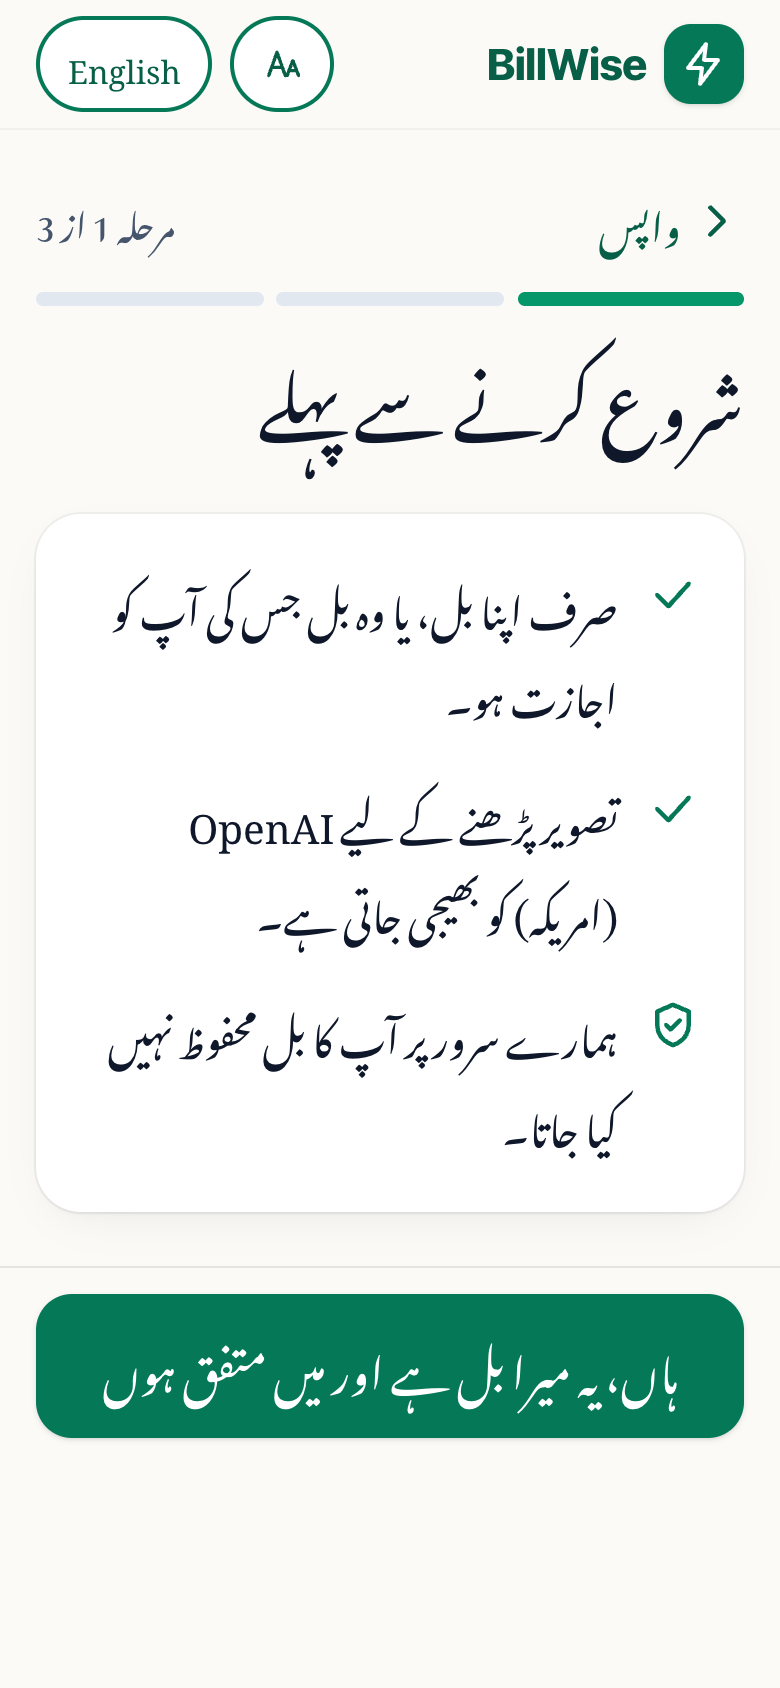 BillWise
English
AA
واپس
مرحلہ 1 از 3
شروع کرنے سے پہلے
صرف اپنا بل، یا وہ بل جس کی آپ کو
اجازت ہو۔
تصویر پڑھنے کے لیے OpenAI
(امریکہ) کو بھیجی جاتی ہے۔
ہمارے سرور پر آپ کا بل محفوظ نہیں
کیا جاتا۔
ہاں، یہ میرا بل ہے اور میں متفق ہوں